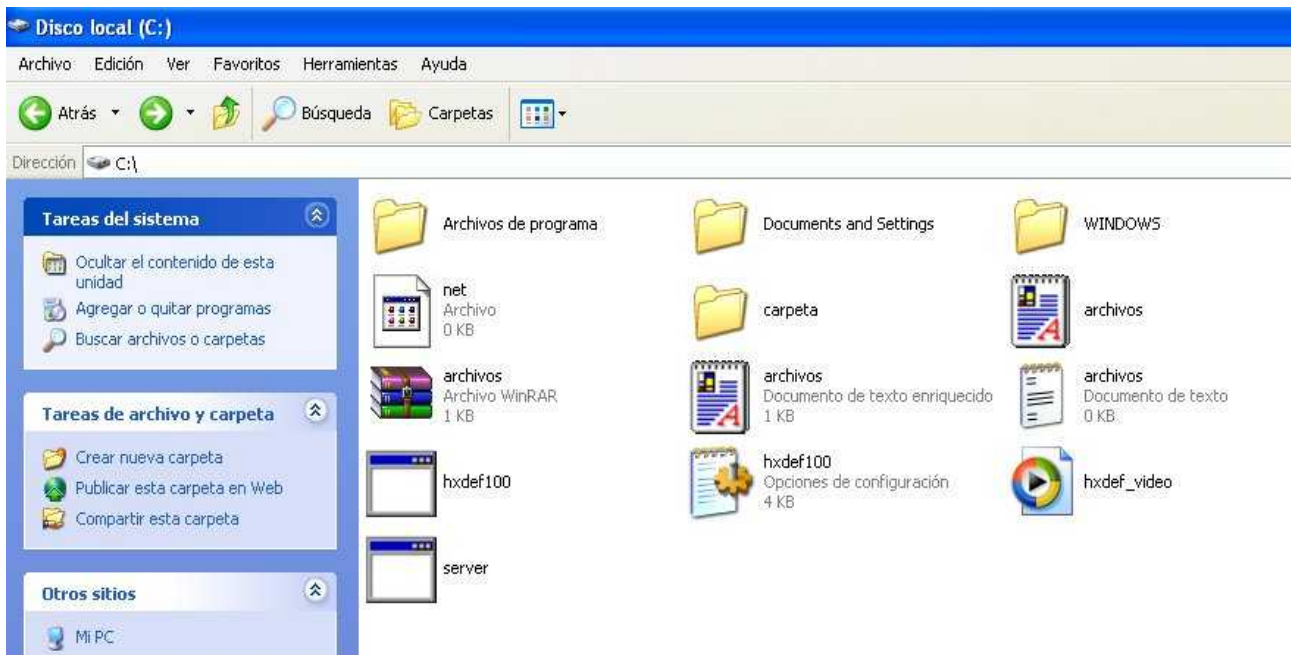 Disco local (C:)
Archivo Edición Ver Favoritos Herramientas Ayuda
Atrás Búsqueda Carpetas
Dirección C:\
Tareas del sistema
Ocultar el contenido de esta
unidad
Agregar o quitar programas
Buscar archivos o carpetas
Tareas de archivo y carpeta
Crear nueva carpeta
Publicar esta carpeta en Web
Compartir esta carpeta
Otros sitios
Mi PC
Archivos de programa
Documents and Settings
WINDOWS
net
Archivo
0 KB
carpeta
archivos
archivos
Archivo WinRAR
1 KB
archivos
Documento de texto enriquecido
1 KB
archivos
Documento de texto
0 KB
hxdef100
hxdef100
Opciones de configuración
4 KB
hxdef_video
server